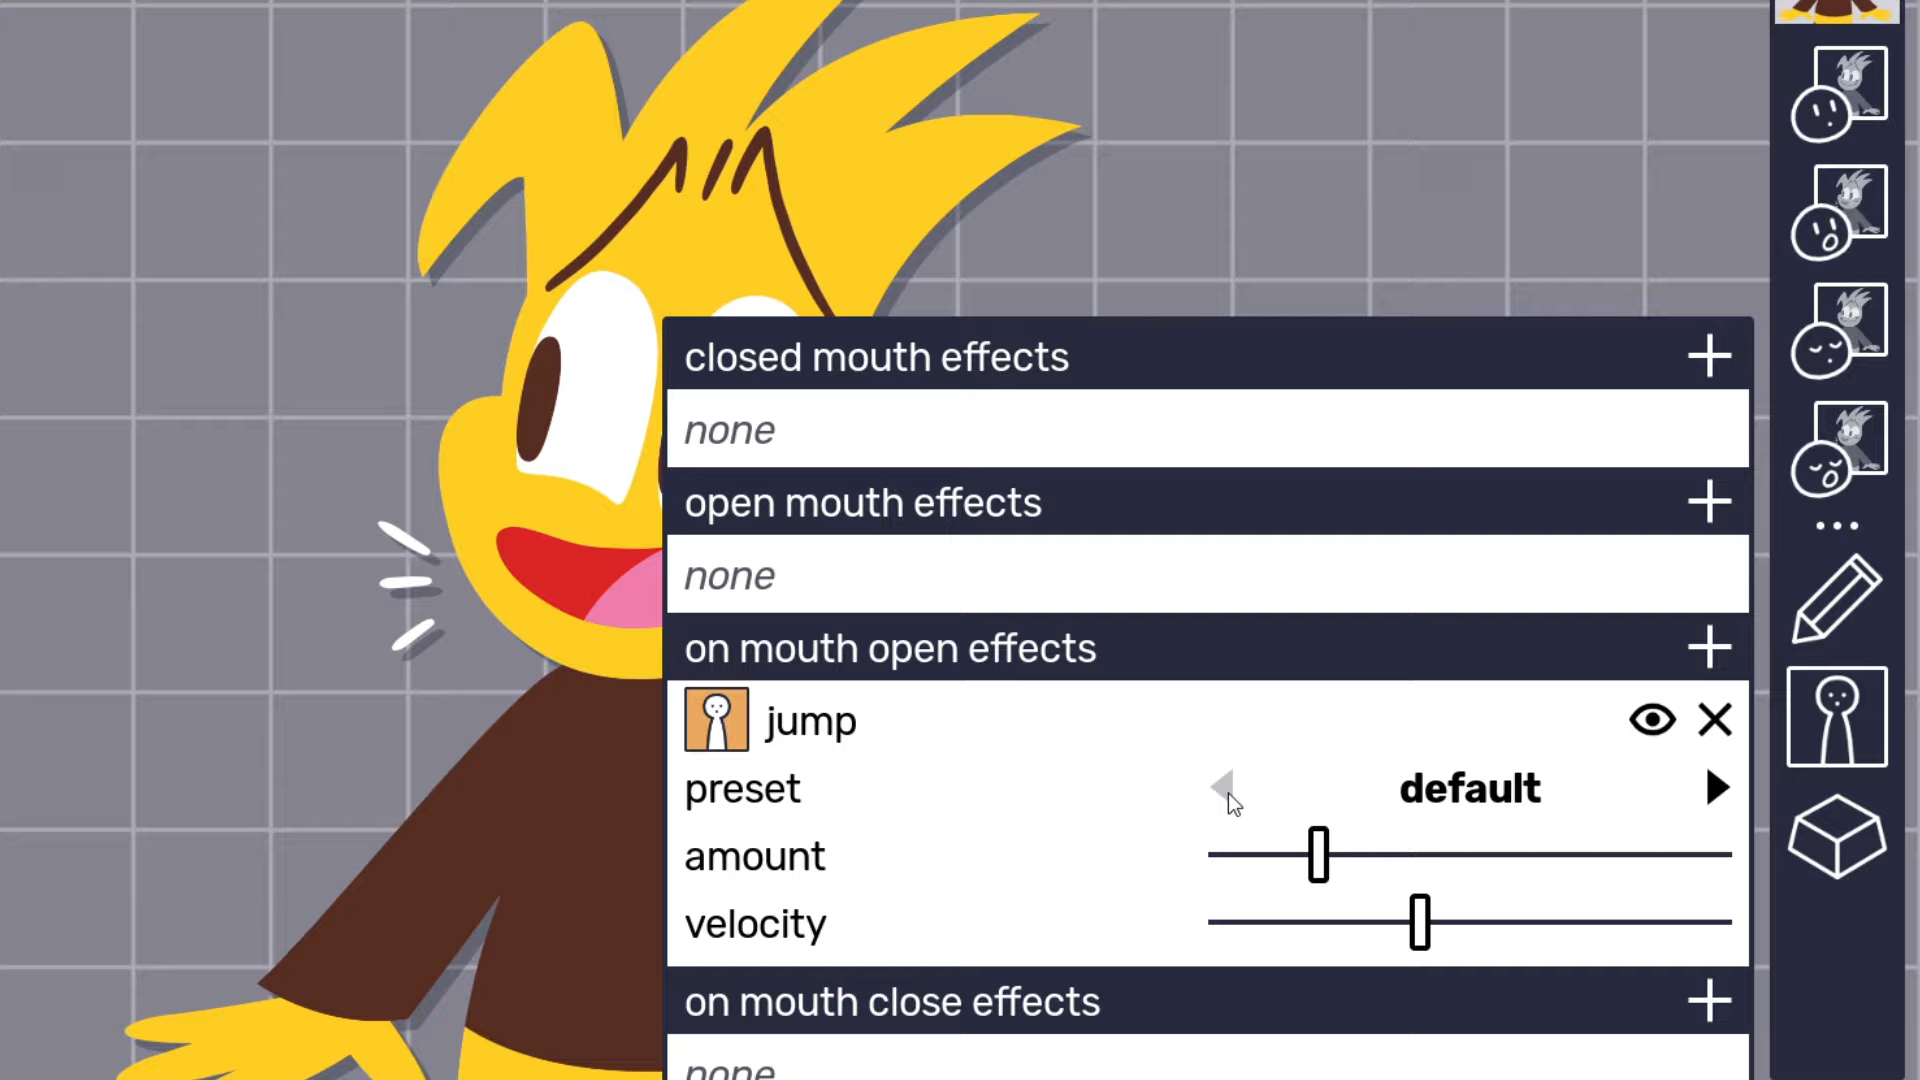 closed mouth effects
none
open mouth effects
none
on mouth open effects
jump
preset default
amount
velocity
on mouth close effects
none